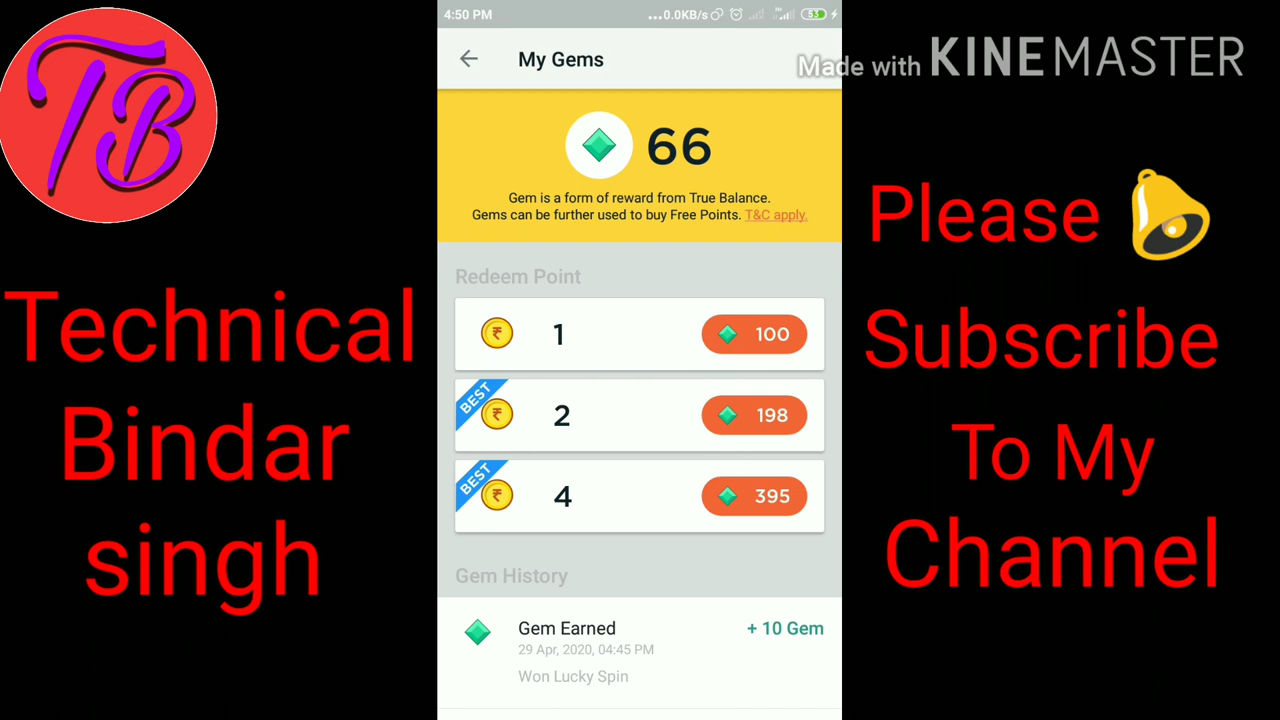 TB
Technical
Bindar
singh
4:50 PM
...0.0KB/s
53
My Gems
66
Gem is a form of reward from True Balance.
Gems can be further used to buy Free Points. T&C apply.
Redeem Point
₹ 1 100
BEST ₹ 2 198
BEST ₹ 4 395
Gem History
Gem Earned + 10 Gem
29 Apr, 2020, 04:45 PM
Won Lucky Spin
Made with KINEMASTER
Please
Subscribe
To My
Channel